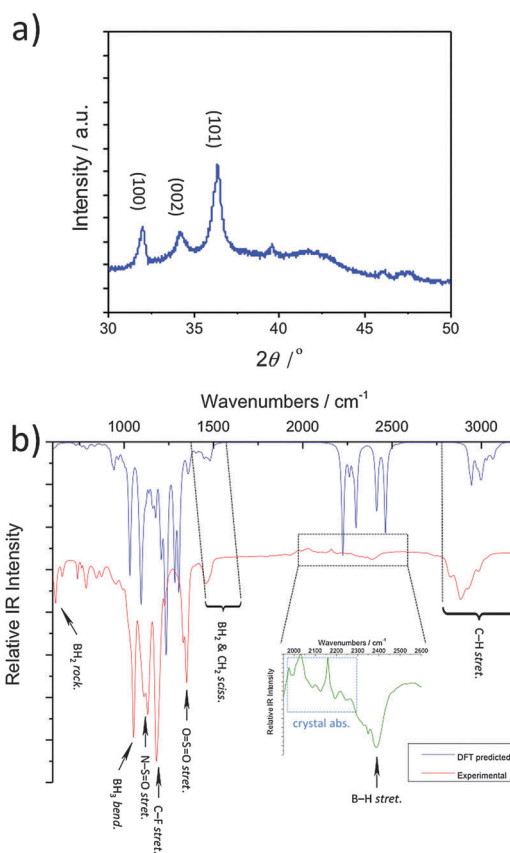 a)
Intensity / a.u.
(100)
(002)
(101)
30 35 40 45 50
2θ / °
Wavenumbers / cm⁻¹
b)
1000 1500 2000 2500 3000
Relative IR Intensity
BH₂ rock.
BH₃ bend.
N–S=O stret.
C–F stret.
O=S=O stret.
BH₂ & CH₂ sciss.
C–H stret.
Wavenumbers / cm⁻¹
2000 2100 2200 2300 2400 2500 2600
Relative IR Intensity
crystal abs.
B–H stret.
DFT predicted
Experimental